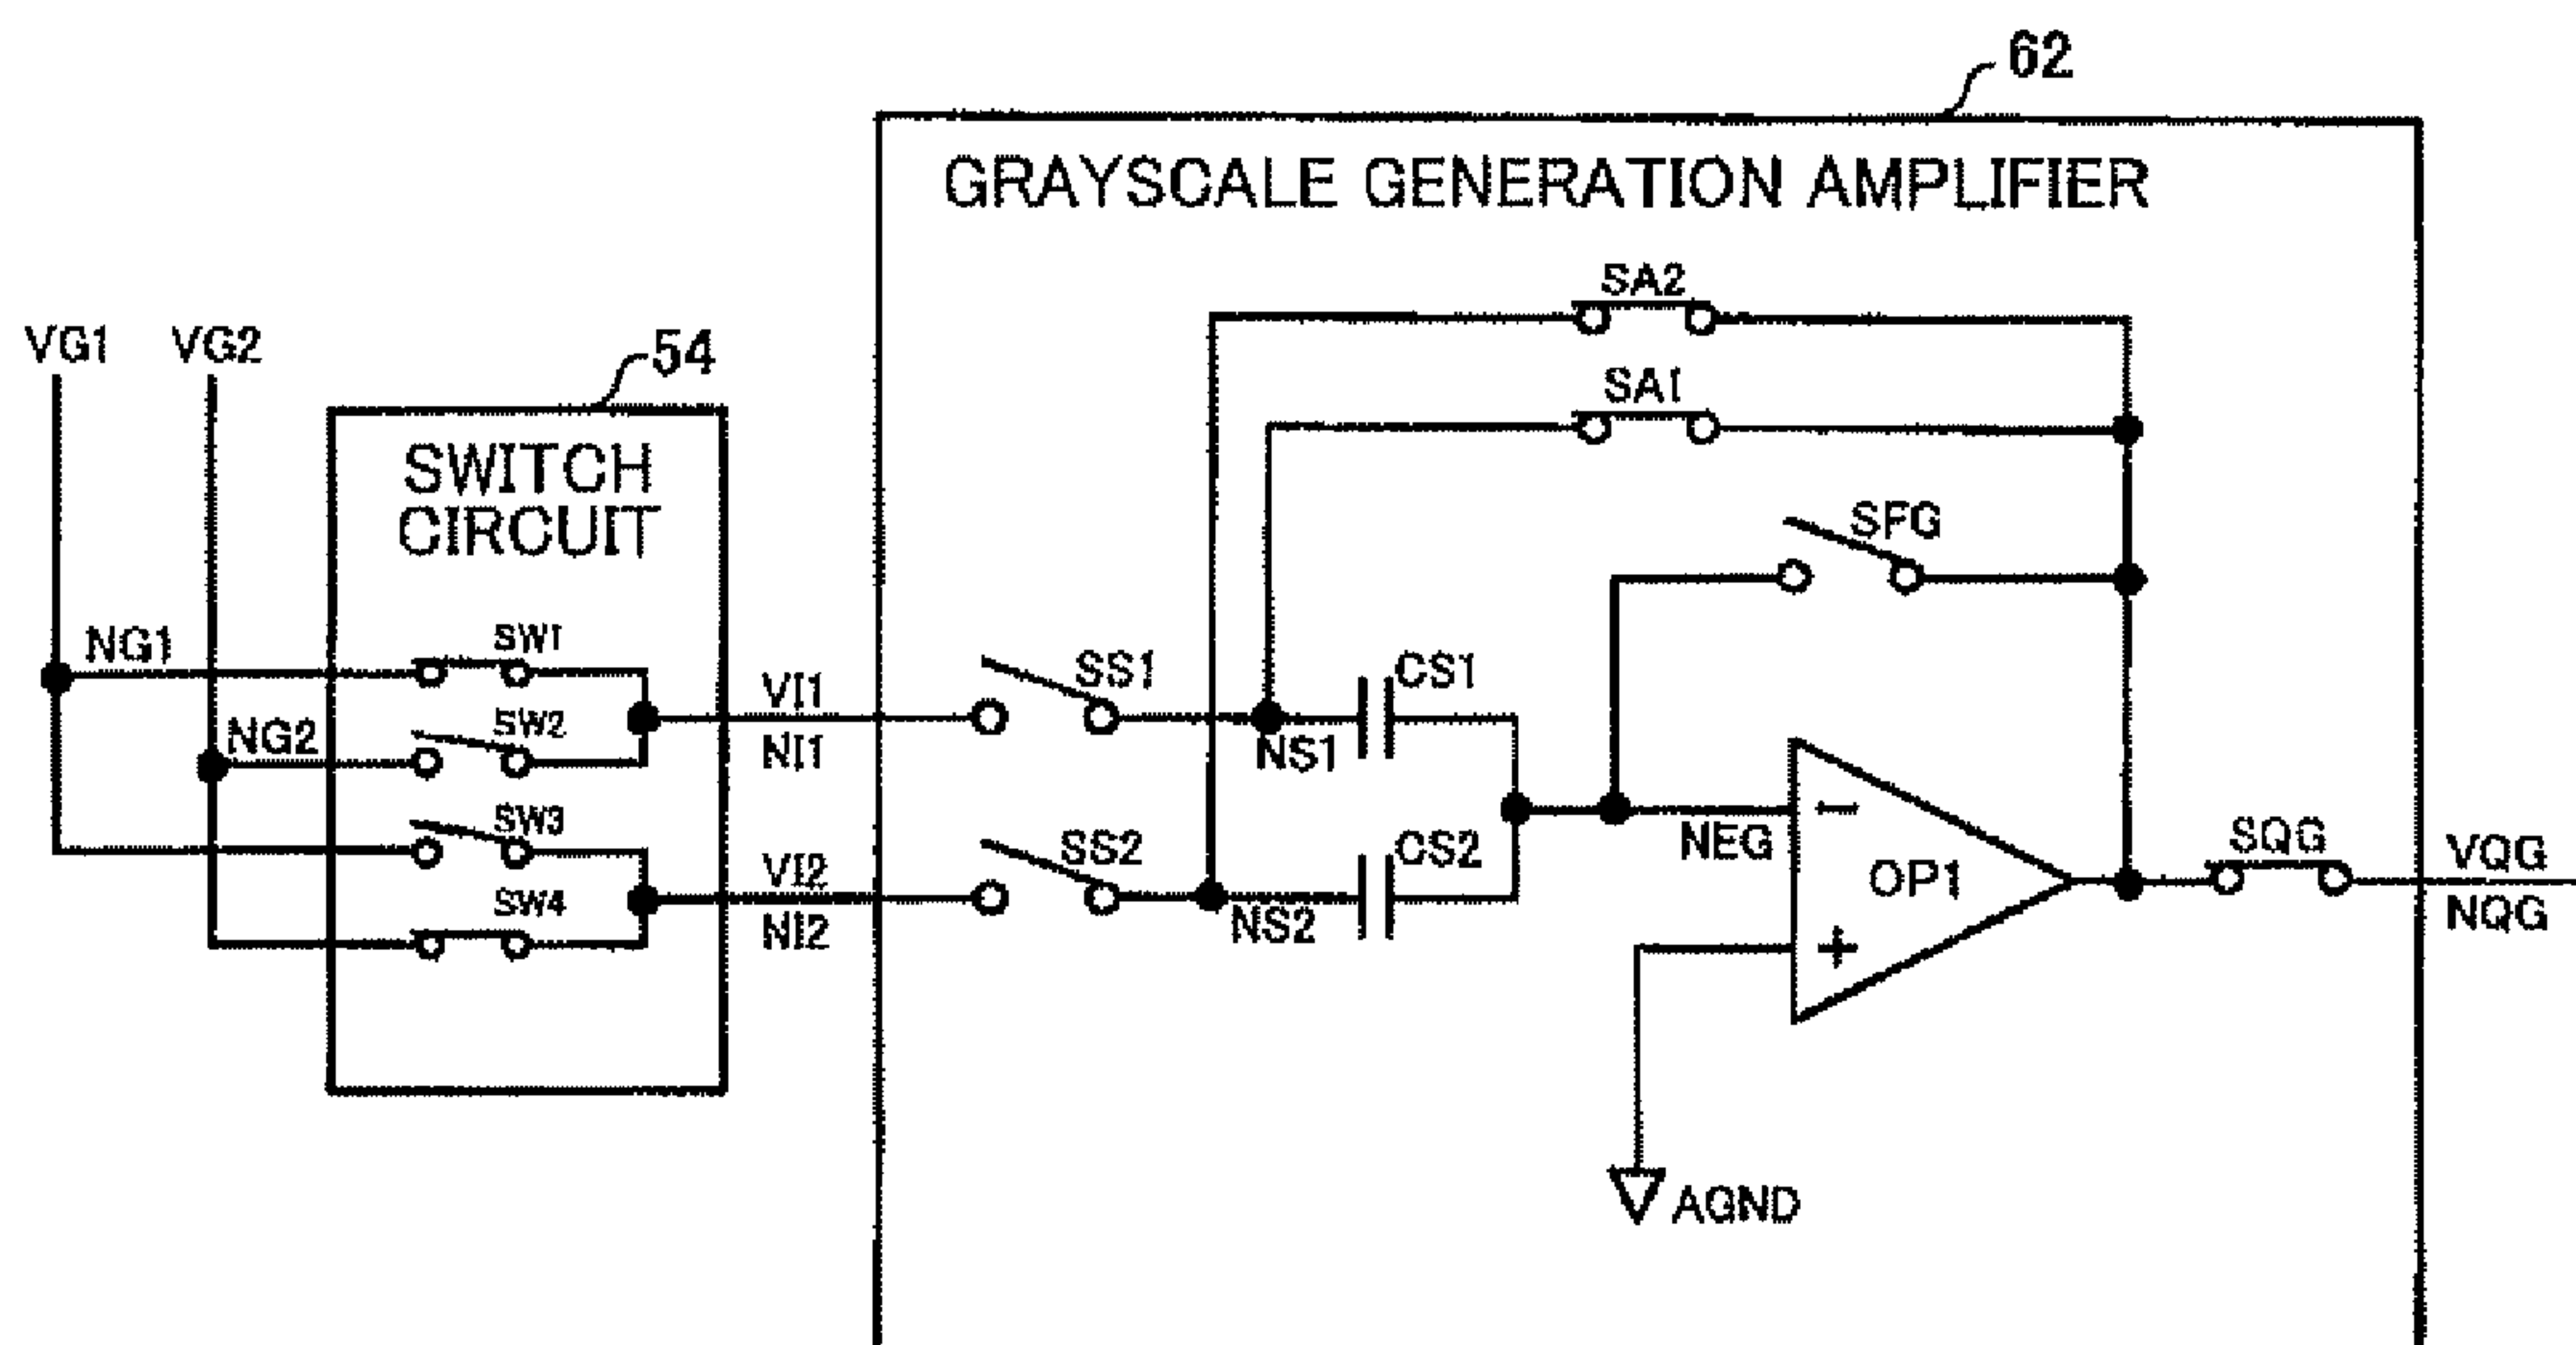 62
GRAYSCALE GENERATION AMPLIFIER
SA2
VG1
VG2
54
SA1
SWITCH
CIRCUIT
SFG
NG1
SW1
VI1
NI1
SS1
CS1
NS1
NG2
SW2
SW3
VI2
NI2
SS2
CS2
NS2
NEG
OP1
SQG
VQG
NQG
SW4
−
+
AGND